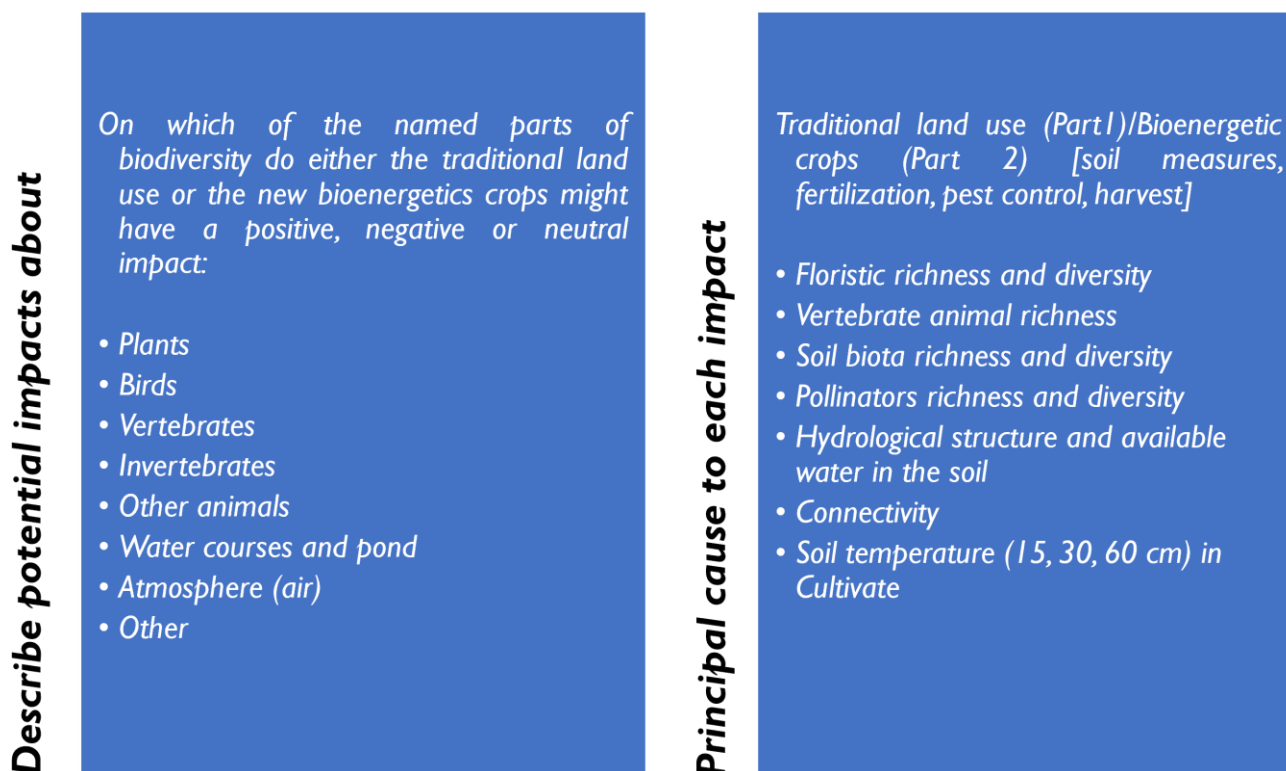 Describe potential impacts about
On which of the named parts of
biodiversity do either the traditional land
use or the new bioenergetics crops might
have a positive, negative or neutral
impact:
• Plants
• Birds
• Vertebrates
• Invertebrates
• Other animals
• Water courses and pond
• Atmosphere (air)
• Other
Principal cause to each impact
Traditional land use (Part1)/Bioenergetic
crops (Part 2) [soil measures,
fertilization, pest control, harvest]
• Floristic richness and diversity
• Vertebrate animal richness
• Soil biota richness and diversity
• Pollinators richness and diversity
• Hydrological structure and available
water in the soil
• Connectivity
• Soil temperature (15, 30, 60 cm) in
Cultivate